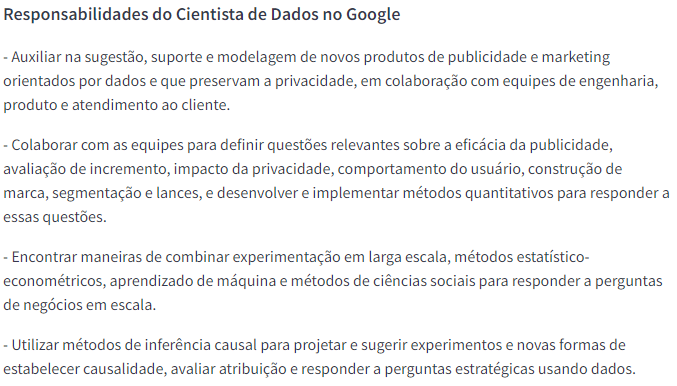 Responsabilidades do Cientista de Dados no Google
- Auxiliar na sugestão, suporte e modelagem de novos produtos de publicidade e marketing
orientados por dados e que preservam a privacidade, em colaboração com equipes de engenharia,
produto e atendimento ao cliente.
- Colaborar com as equipes para definir questões relevantes sobre a eficácia da publicidade,
avaliação de incremento, impacto da privacidade, comportamento do usuário, construção de
marca, segmentação e lances, e desenvolver e implementar métodos quantitativos para responder a
essas questões.
- Encontrar maneiras de combinar experimentação em larga escala, métodos estatístico-
econométricos, aprendizado de máquina e métodos de ciências sociais para responder a perguntas
de negócios em escala.
- Utilizar métodos de inferência causal para projetar e sugerir experimentos e novas formas de
estabelecer causalidade, avaliar atribuição e responder a perguntas estratégicas usando dados.